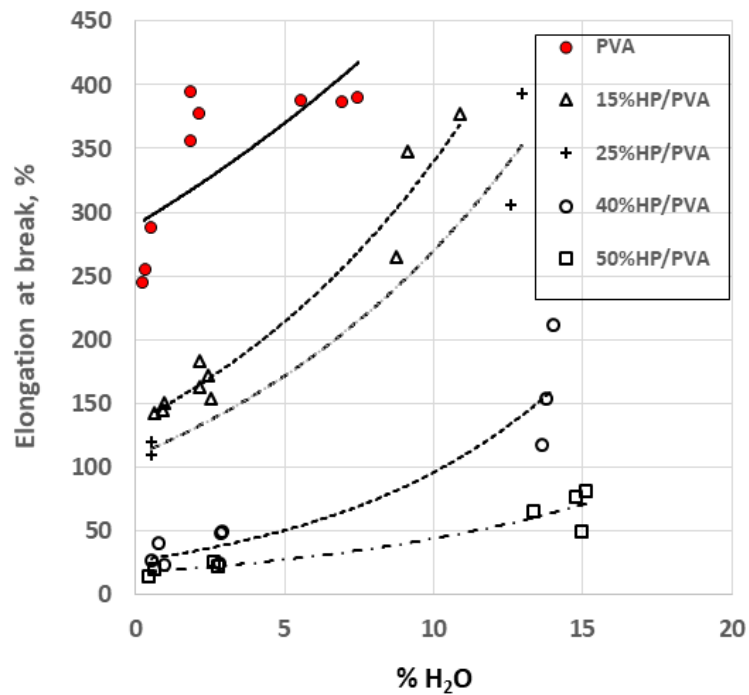 450
400
350
300
250
200
150
100
50
0
Elongation at break, %
0 5 10 15 20
% H₂O
PVA
15%HP/PVA
25%HP/PVA
40%HP/PVA
50%HP/PVA